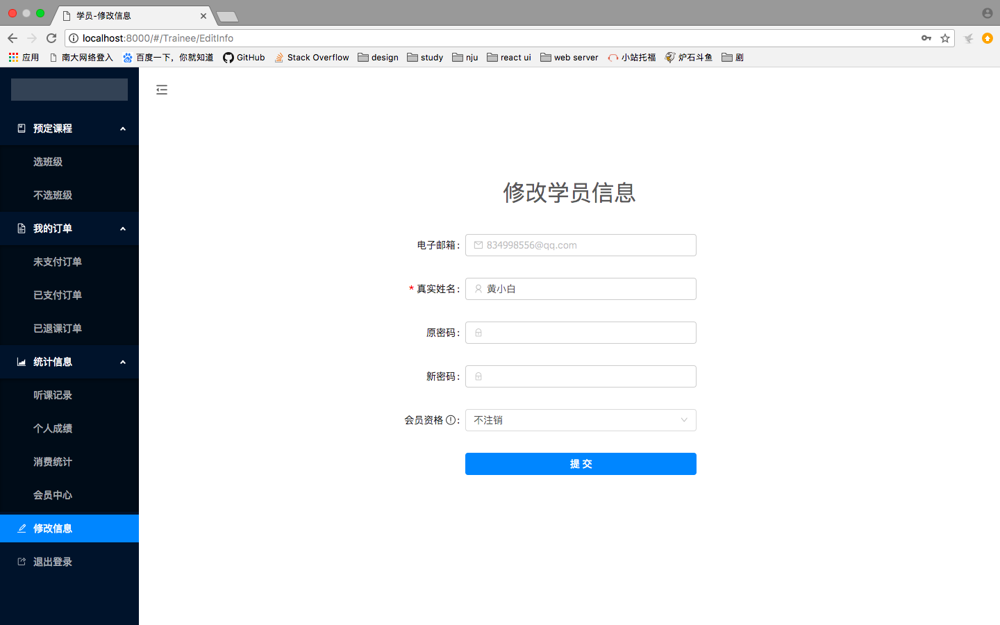 学员-修改信息
localhost:8000/#/Trainee/EditInfo
应用 南大网络登入 百度一下，你就知道 GitHub Stack Overflow design study nju react ui web server 小站托福 炉石斗鱼 剧
预定课程
选班级
不选班级
我的订单
未支付订单
已支付订单
已退课订单
统计信息
听课记录
个人成绩
消费统计
会员中心
修改信息
退出登录
修改学员信息
电子邮箱: 834998556@qq.com
* 真实姓名: 黄小白
原密码:
新密码:
会员资格: 不注销
提 交